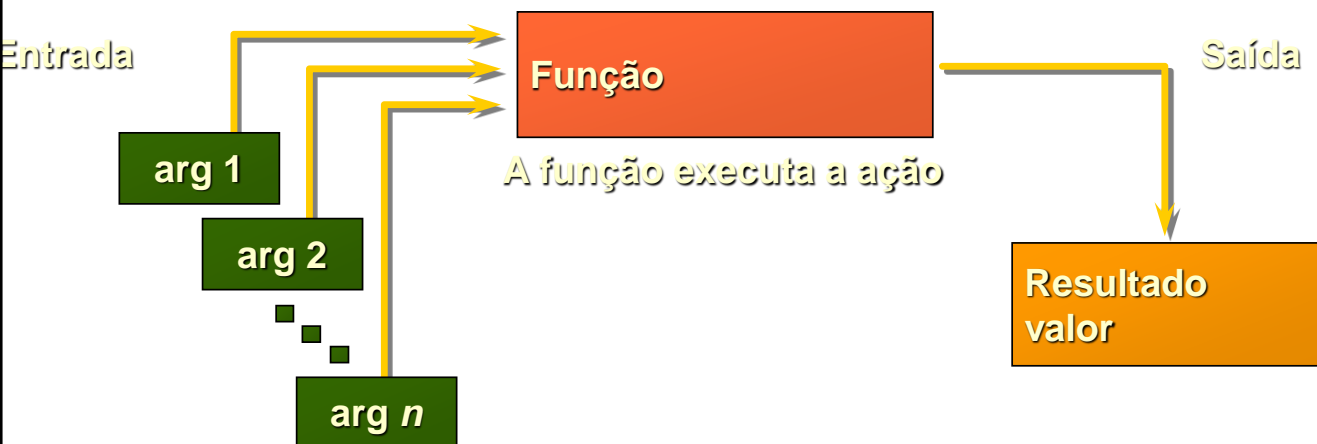 Entrada
Função
Saída
arg 1
A função executa a ação
arg 2
Resultado
valor
arg n